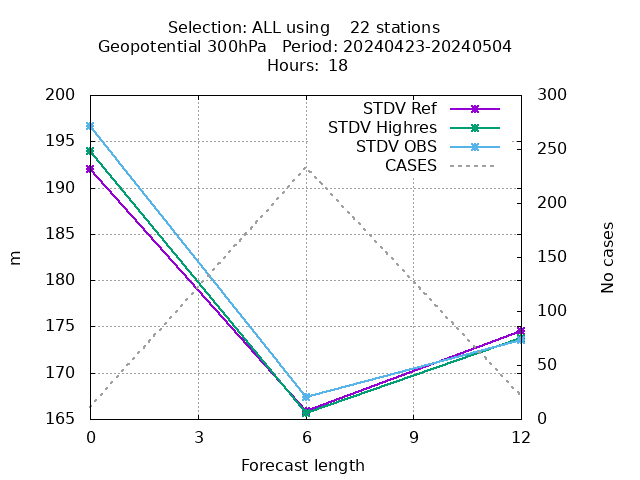 Selection: ALL using    22 stations
Geopotential 300hPa   Period: 20240423-20240504
Hours:  18
200
195
190
185
180
175
170
165
m
300
250
200
150
100
50
0
No cases
STDV Ref
STDV Highres
STDV OBS
CASES
0 3 6 9 12
Forecast length